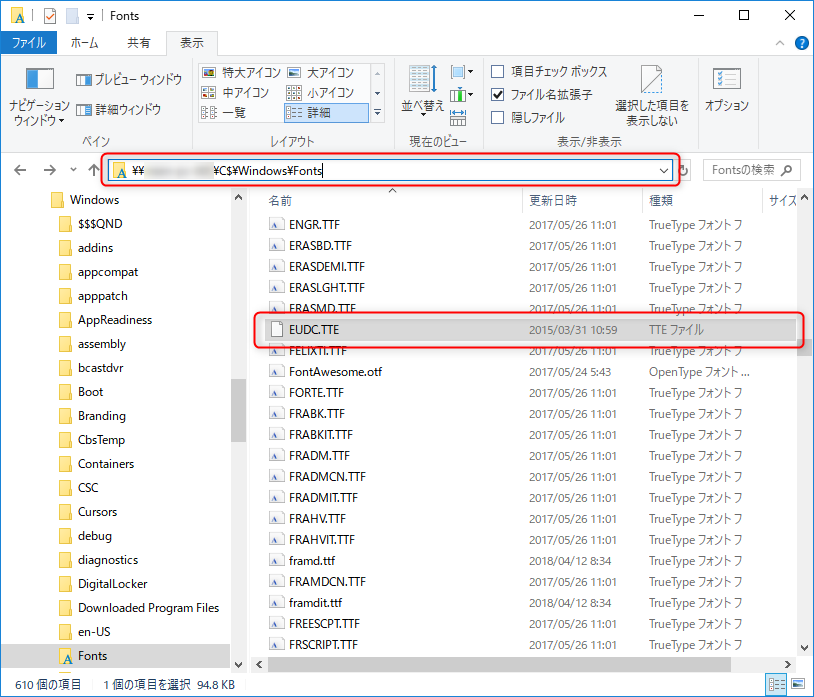 Fonts
ファイル ホーム 共有 表示
ナビゲーション ウィンドウ
プレビュー ウィンドウ
詳細ウィンドウ
ペイン
特大アイコン 大アイコン
中アイコン 小アイコン
一覧 詳細
レイアウト
並べ替え
現在のビュー
項目チェック ボックス
ファイル名拡張子
隠しファイル
選択した項目を
表示しない
表示/非表示
オプション
¥¥ ¥C$¥Windows¥Fonts
Fontsの検索
Windows
$$$QND
addins
appcompat
apppatch
AppReadiness
assembly
bcastdvr
Boot
Branding
CbsTemp
Containers
CSC
Cursors
debug
diagnostics
DigitalLocker
Downloaded Program Files
en-US
Fonts
名前 更新日時 種類 サイズ
ENGR.TTF 2017/05/26 11:01 TrueType フォント フ
ERASBD.TTF 2017/05/26 11:01 TrueType フォント フ
ERASDEMI.TTF 2017/05/26 11:01 TrueType フォント フ
ERASLGHT.TTF 2017/05/26 11:01 TrueType フォント フ
ERASMD.TTF 2017/05/26 11:01 TrueType フォント フ
EUDC.TTE 2015/03/31 10:59 TTE ファイル
FELIXTI.TTF 2017/05/26 11:01 TrueType フォント フ
FontAwesome.otf 2017/05/24 5:43 OpenType フォント ...
FORTE.TTF 2017/05/26 11:01 TrueType フォント フ
FRABK.TTF 2017/05/26 11:01 TrueType フォント フ
FRABKIT.TTF 2017/05/26 11:01 TrueType フォント フ
FRADM.TTF 2017/05/26 11:01 TrueType フォント フ
FRADMCN.TTF 2017/05/26 11:01 TrueType フォント フ
FRADMIT.TTF 2017/05/26 11:01 TrueType フォント フ
FRAHV.TTF 2017/05/26 11:01 TrueType フォント フ
FRAHVIT.TTF 2017/05/26 11:01 TrueType フォント フ
framd.ttf 2018/04/12 8:34 TrueType フォント フ
FRAMDCN.TTF 2017/05/26 11:01 TrueType フォント フ
framdit.ttf 2018/04/12 8:34 TrueType フォント フ
FREESCPT.TTF 2017/05/26 11:01 TrueType フォント フ
FRSCRIPT.TTF 2017/05/26 11:01 TrueType フォント フ
610 個の項目 1 個の項目を選択 94.8 KB